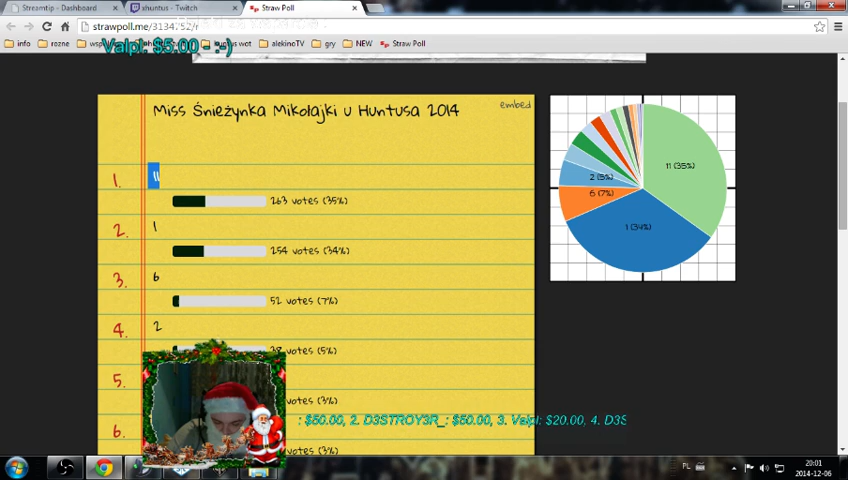 Streamtip - Dashboard
xhuntus - Twitch
Straw Poll
strawpoll.me/3134752/r
Valpl: $5.00 - :-)
info
rozne
alekinoTV
gry
NEW
Straw Poll
Miss Śnieżynka Mikołajki u Huntusa 2014
embed
1.
11
263 votes (35%)
2.
1
254 votes (34%)
3.
6
52 votes (7%)
4.
2
votes (5%)
5.
votes (3%)
6.
votes (3%)
11 (35%)
2 (5%)
6 (7%)
1 (34%)
: $60.00, 2. D3STROY3R_: $50.00, 3. Valpl: $20.00, 4. D3S
PL
20:01
2014-12-06